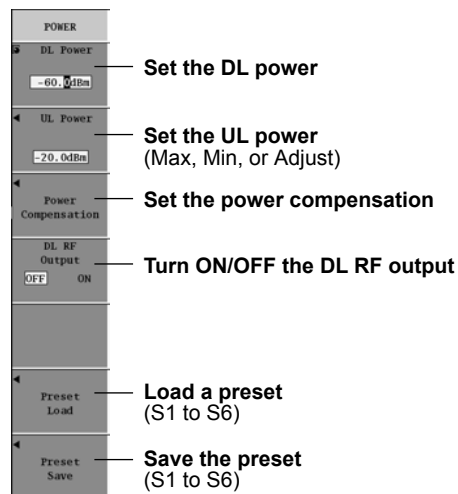 POWER
DL Power
-60.0dBm
Set the DL power
UL Power
-20.0dBm
Set the UL power
(Max, Min, or Adjust)
Power
Compensation
Set the power compensation
DL RF
Output
OFF ON
Turn ON/OFF the DL RF output
Preset
Load
Load a preset
(S1 to S6)
Preset
Save
Save the preset
(S1 to S6)